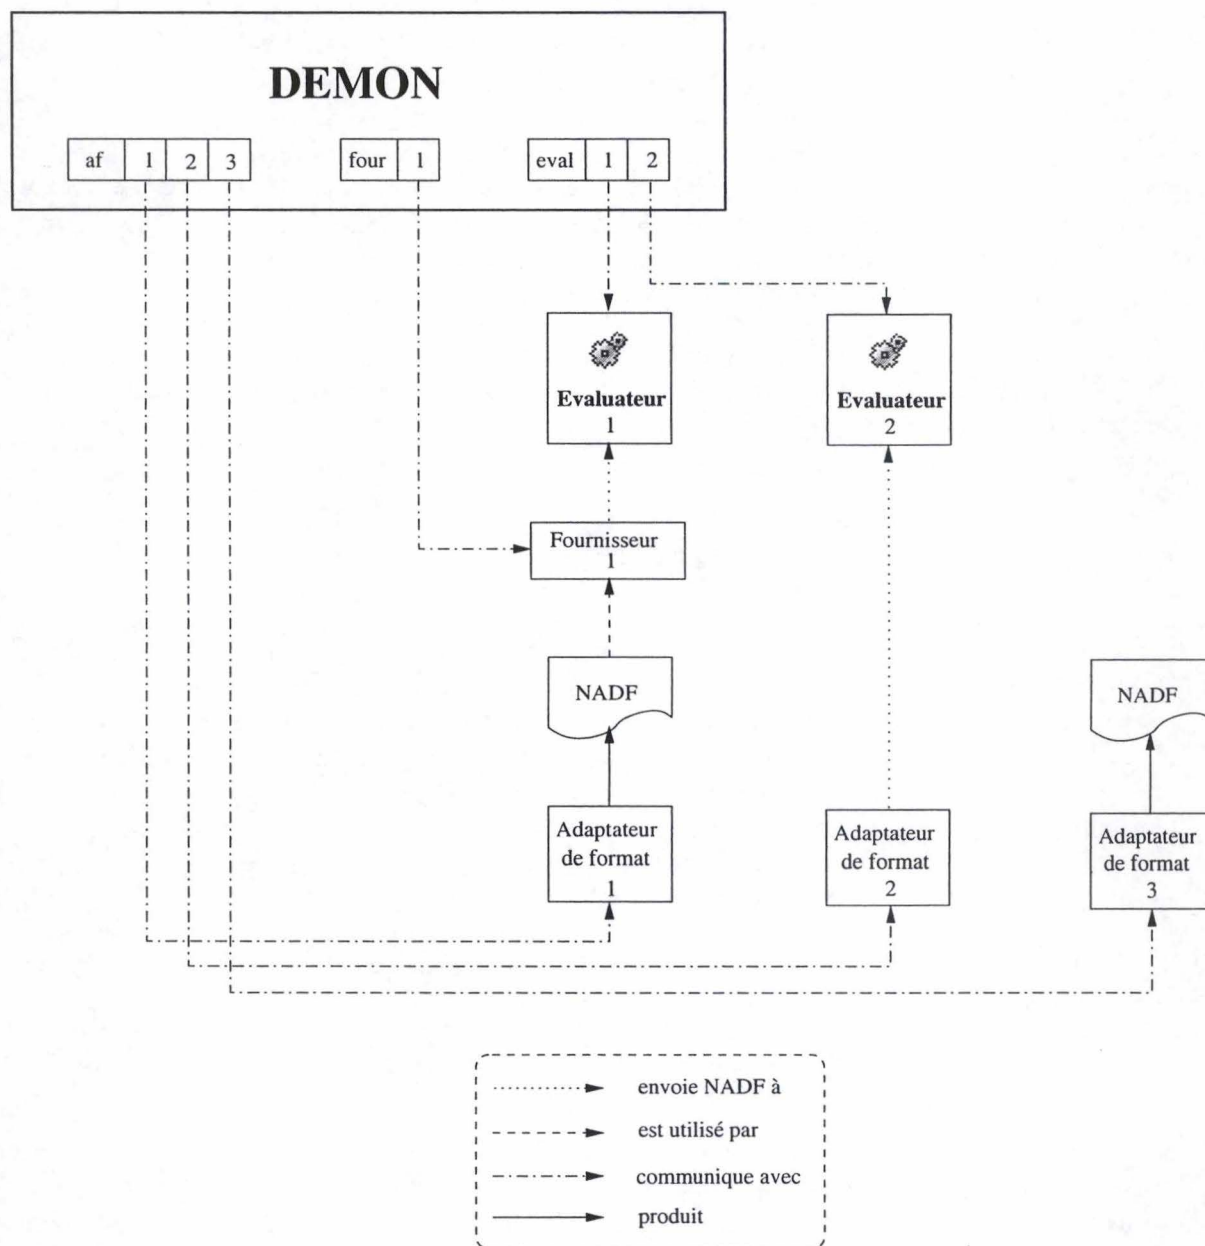 DEMON
af 1 2 3 four 1 eval 1 2
Evaluateur
1
Evaluateur
2
Fournisseur
1
NADF
NADF
Adaptateur
de format
1
Adaptateur
de format
2
Adaptateur
de format
3
envoie NADF à
est utilisé par
communique avec
produit